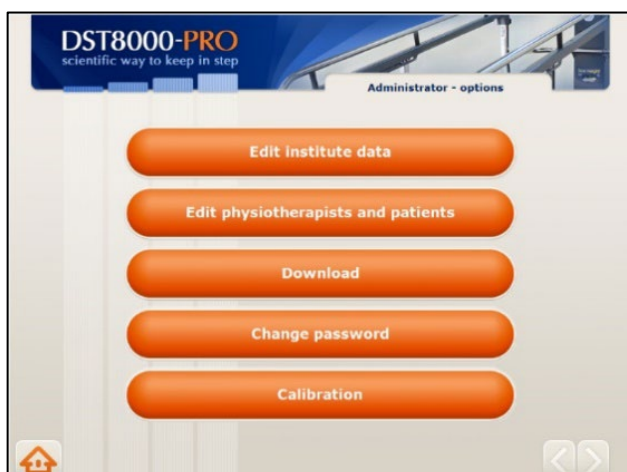 DST8000-PRO
scientific way to keep in step
Administrator - options
Edit institute data
Edit physiotherapists and patients
Download
Change password
Calibration